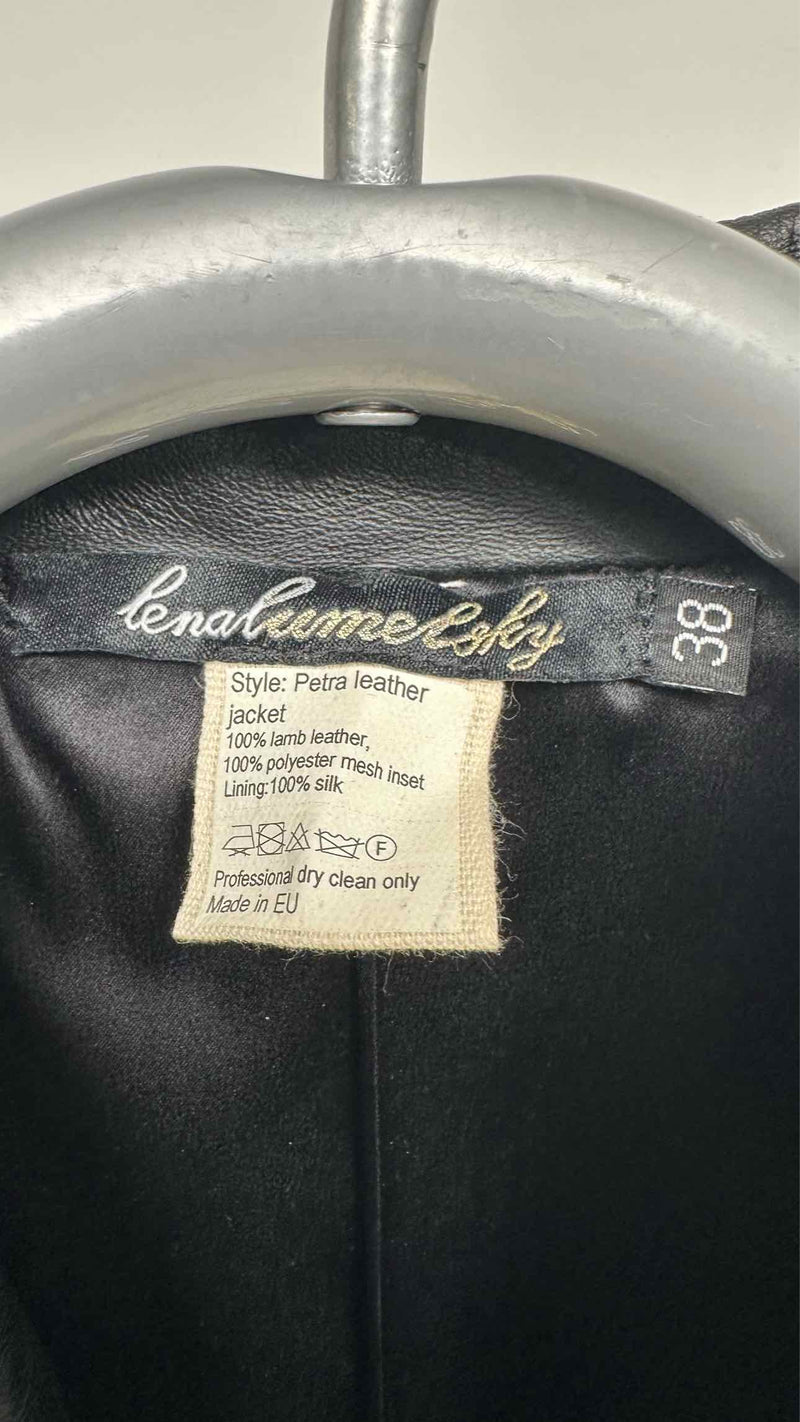 lenalumelsky
38
Style: Petra leather
jacket
100% lamb leather,
100% polyester mesh inset
Lining:100% silk
F
Professional dry clean only
Made in EU